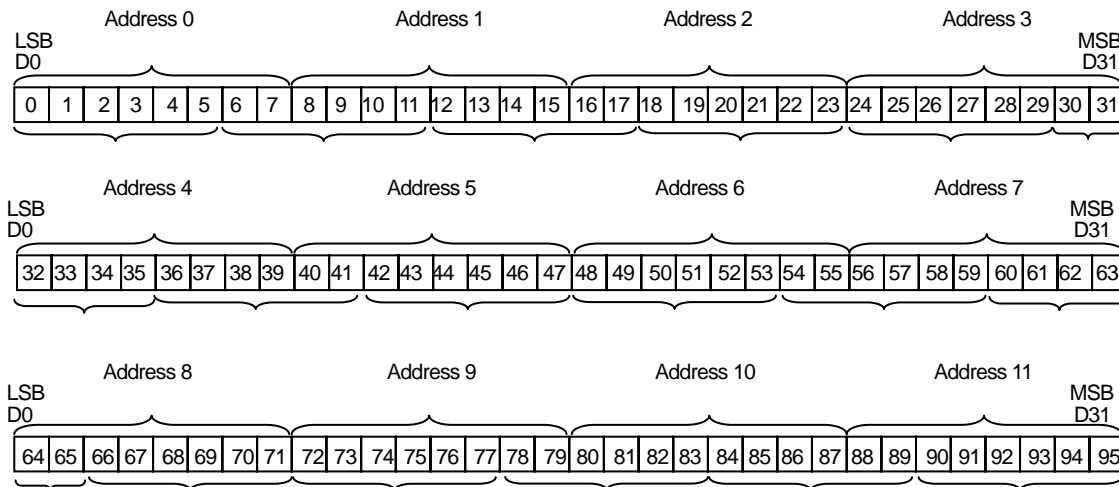 Address 0 Address 1 Address 2 Address 3
LSB MSB
D0 D31
0 1 2 3 4 5 6 7 8 9 10 11 12 13 14 15 16 17 18 19 20 21 22 23 24 25 26 27 28 29 30 31
Address 4 Address 5 Address 6 Address 7
LSB MSB
D0 D31
32 33 34 35 36 37 38 39 40 41 42 43 44 45 46 47 48 49 50 51 52 53 54 55 56 57 58 59 60 61 62 63
Address 8 Address 9 Address 10 Address 11
LSB MSB
D0 D31
64 65 66 67 68 69 70 71 72 73 74 75 76 77 78 79 80 81 82 83 84 85 86 87 88 89 90 91 92 93 94 95